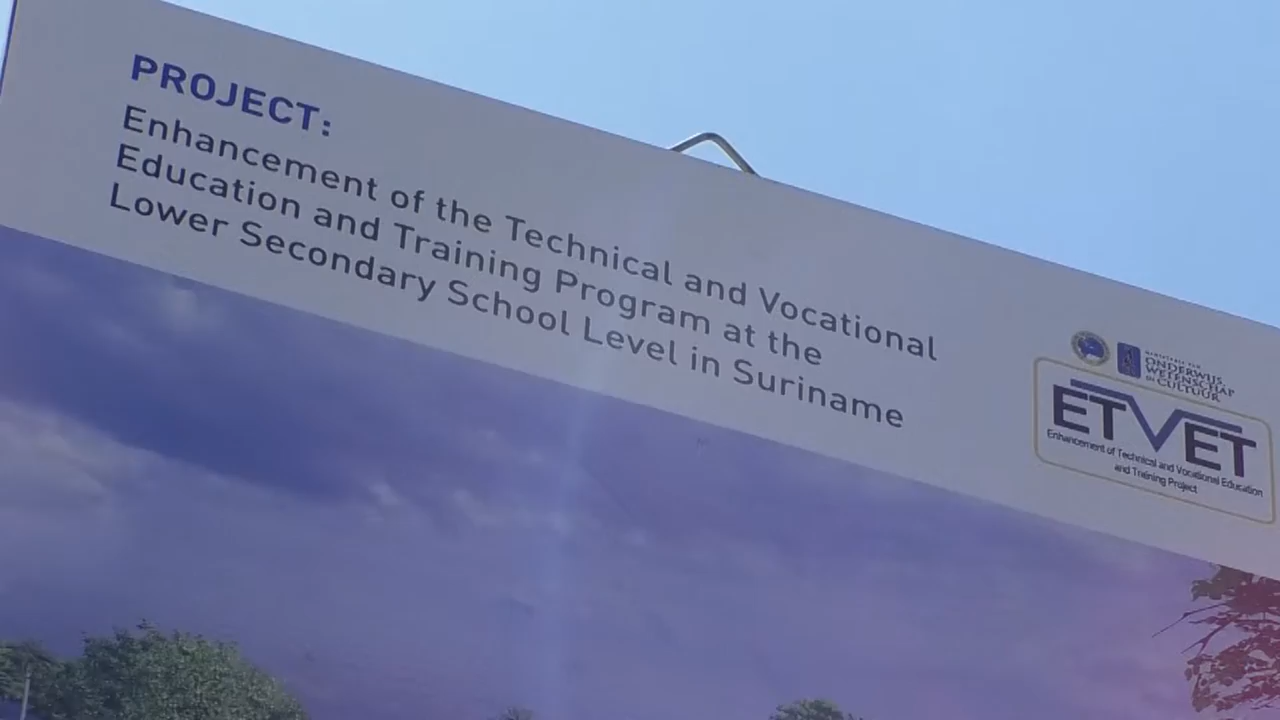 PROJECT:
Enhancement of the Technical and Vocational
Education and Training Program at the
Lower Secondary School Level in Suriname
MINISTERIE VAN
ONDERWIJS,
WETENSCHAP
EN CULTUUR
ETVET
Enhancement of Technical and Vocational Education
and Training Project